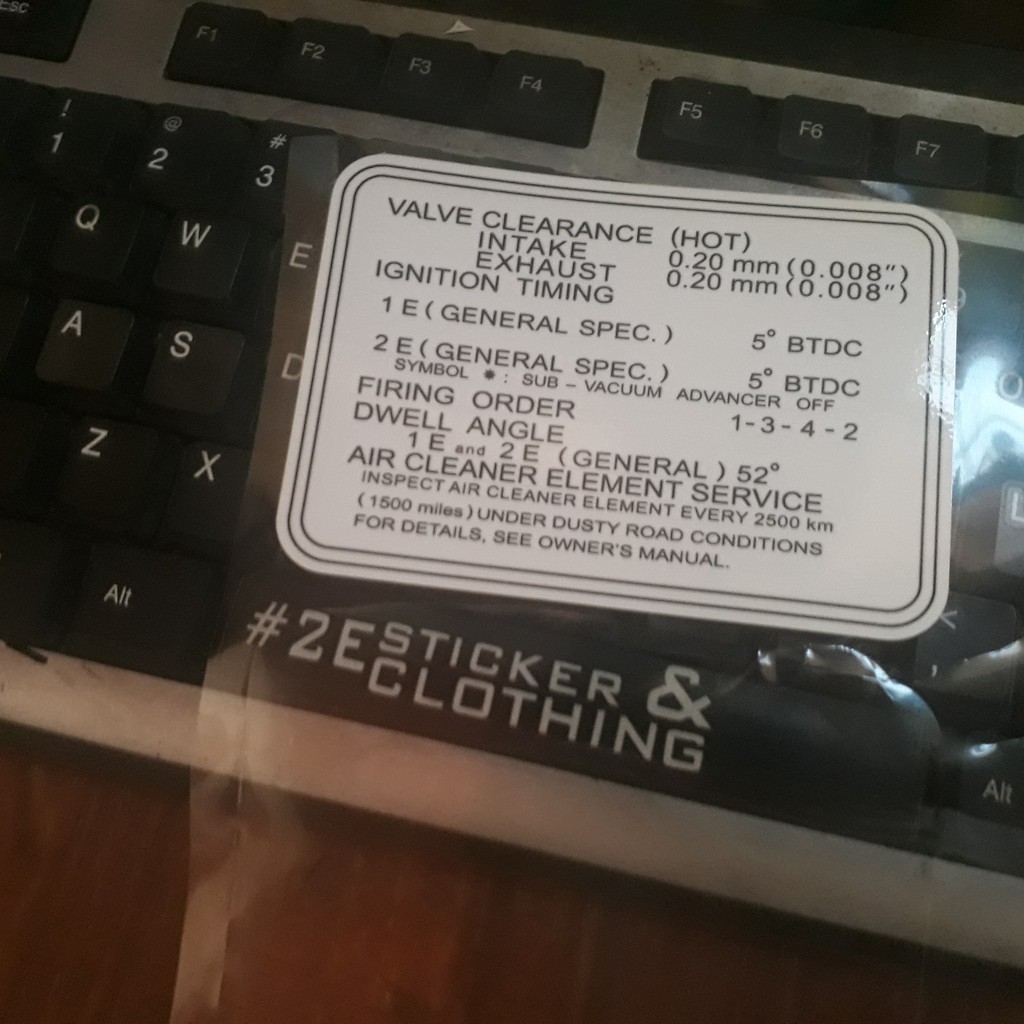 Esc
F1 F2 F3 F4 F5 F6 F7
! @ #
1 2 3
Q W E
A S D
Z X
Alt
VALVE CLEARANCE (HOT)
INTAKE 0.20 mm (0.008")
EXHAUST 0.20 mm (0.008")
IGNITION TIMING
1 E ( GENERAL SPEC. ) 5° BTDC
2 E ( GENERAL SPEC. ) 5° BTDC
SYMBOL ✹ : SUB – VACUUM ADVANCER OFF
FIRING ORDER 1 - 3 - 4 - 2
DWELL ANGLE
1 E and 2 E (GENERAL ) 52°
AIR CLEANER ELEMENT SERVICE
INSPECT AIR CLEANER ELEMENT EVERY 2500 km
(1500 miles) UNDER DUSTY ROAD CONDITIONS
FOR DETAILS, SEE OWNER'S MANUAL.
#2E STICKER &
CLOTHING
O
L
<
,
Alt